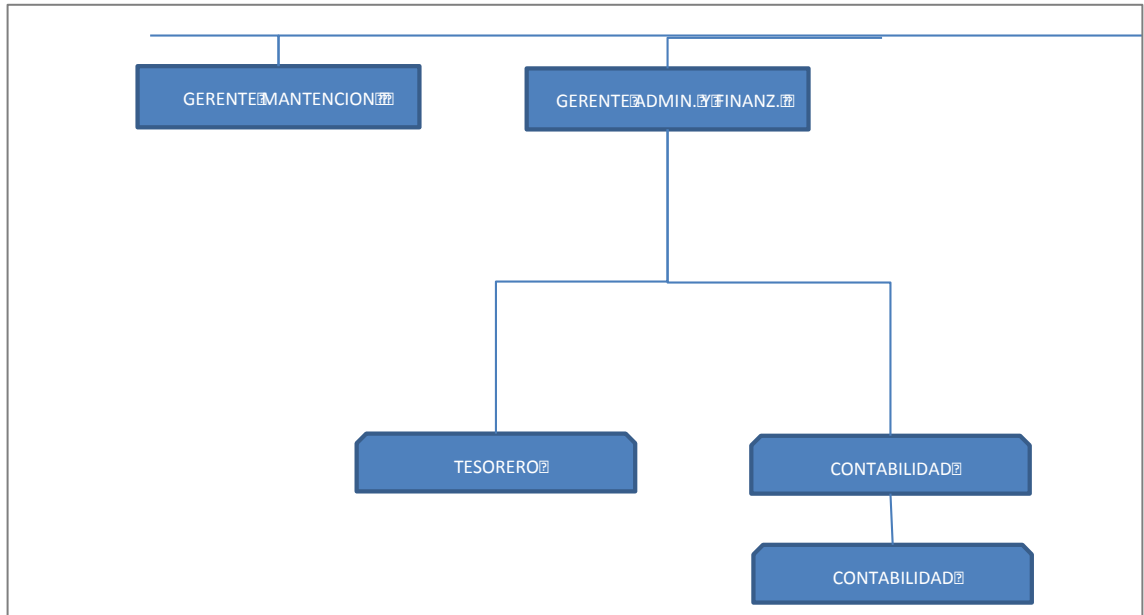 GERENTE MANTENCION
GERENTE ADMIN. Y FINANZ.
TESORERO
CONTABILIDAD
CONTABILIDAD